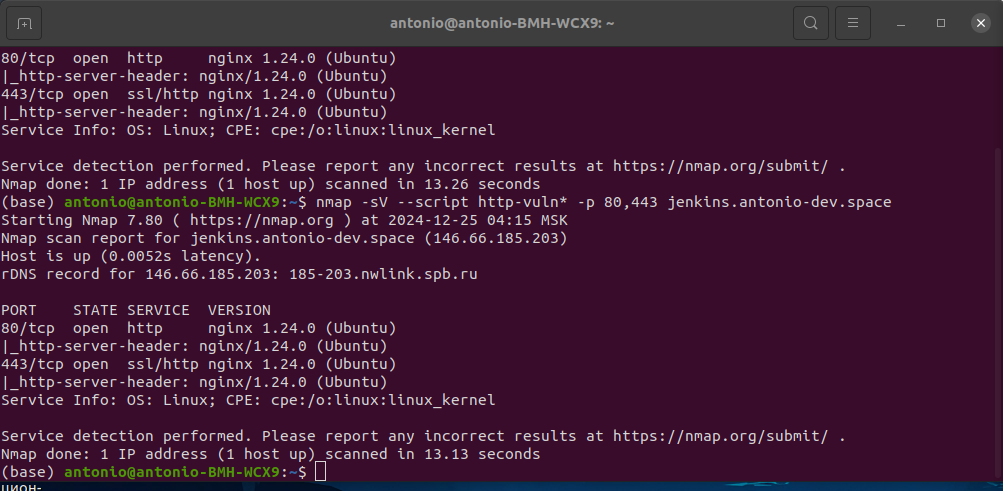 antonio@antonio-BMH-WCX9: ~
80/tcp  open  http     nginx 1.24.0 (Ubuntu)
|_http-server-header: nginx/1.24.0 (Ubuntu)
443/tcp open  ssl/http nginx 1.24.0 (Ubuntu)
|_http-server-header: nginx/1.24.0 (Ubuntu)
Service Info: OS: Linux; CPE: cpe:/o:linux:linux_kernel
Service detection performed. Please report any incorrect results at https://nmap.org/submit/ .
Nmap done: 1 IP address (1 host up) scanned in 13.26 seconds
(base) antonio@antonio-BMH-WCX9:~$ nmap -sV --script http-vuln* -p 80,443 jenkins.antonio-dev.space
Starting Nmap 7.80 ( https://nmap.org ) at 2024-12-25 04:15 MSK
Nmap scan report for jenkins.antonio-dev.space (146.66.185.203)
Host is up (0.0052s latency).
rDNS record for 146.66.185.203: 185-203.nwlink.spb.ru
PORT    STATE SERVICE  VERSION
80/tcp  open  http     nginx 1.24.0 (Ubuntu)
|_http-server-header: nginx/1.24.0 (Ubuntu)
443/tcp open  ssl/http nginx 1.24.0 (Ubuntu)
|_http-server-header: nginx/1.24.0 (Ubuntu)
Service Info: OS: Linux; CPE: cpe:/o:linux:linux_kernel
Service detection performed. Please report any incorrect results at https://nmap.org/submit/ .
Nmap done: 1 IP address (1 host up) scanned in 13.13 seconds
(base) antonio@antonio-BMH-WCX9:~$
цион-